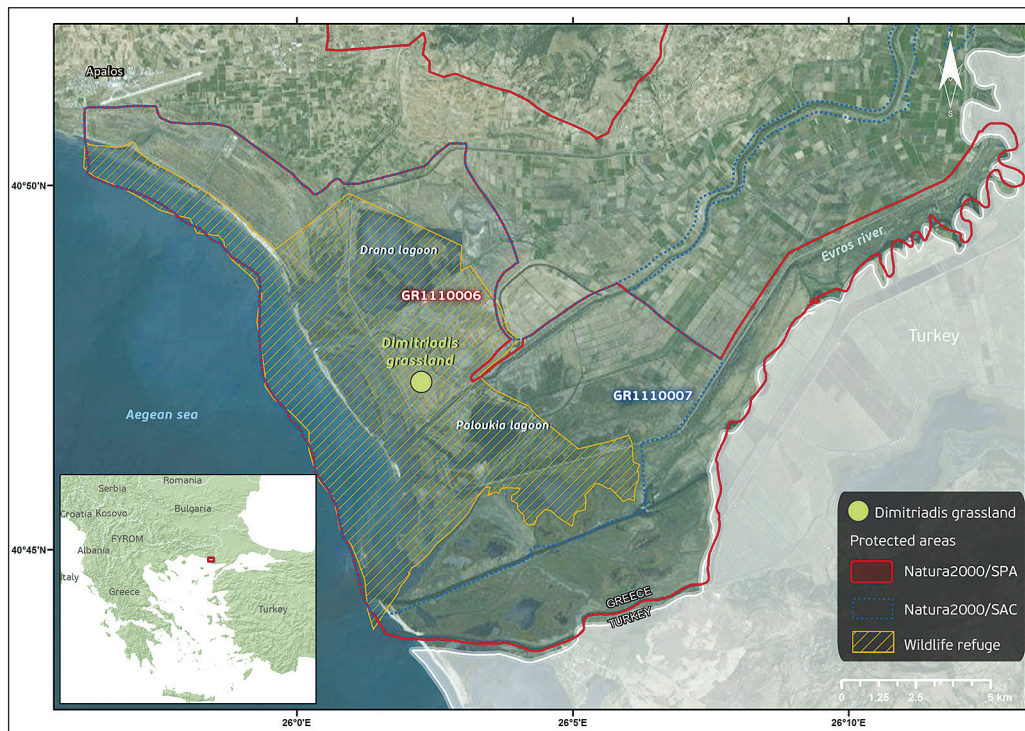 Apalos
N
S
40°50'N
Drana lagoon
GR1110006
Evros river
Turkey
Dimitriadis
grassland
GR1110007
Aegean sea
Paloukia lagoon
Romania
Serbia
Croatia
Kosovo
Bulgaria
FYROM
Albania
Italy
Greece
Turkey
40°45'N
GREECE
TURKEY
Dimitriadis grassland
Protected areas
Natura2000/SPA
Natura2000/SAC
Wildlife refuge
0 1.25 2.5 5 km
26°0'E
26°5'E
26°10'E